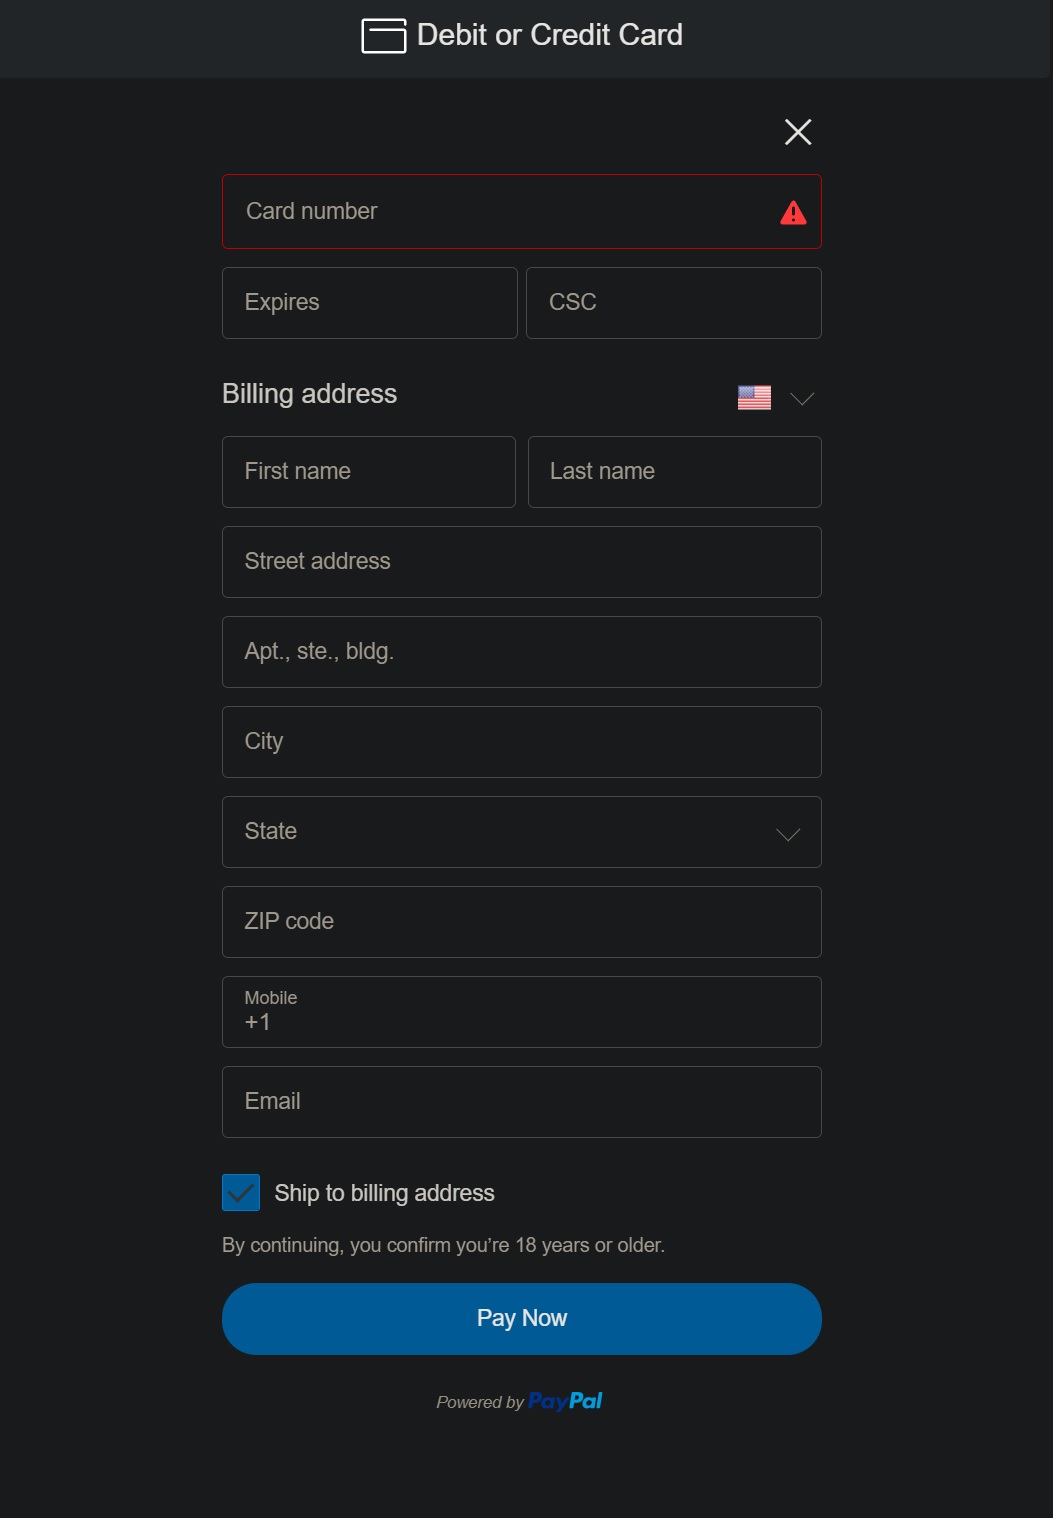 Debit or Credit Card
Card number
Expires
CSC
Billing address
First name
Last name
Street address
Apt., ste., bldg.
City
State
ZIP code
Mobile
+1
Email
Ship to billing address
By continuing, you confirm you’re 18 years or older.
Pay Now
Powered by PayPal